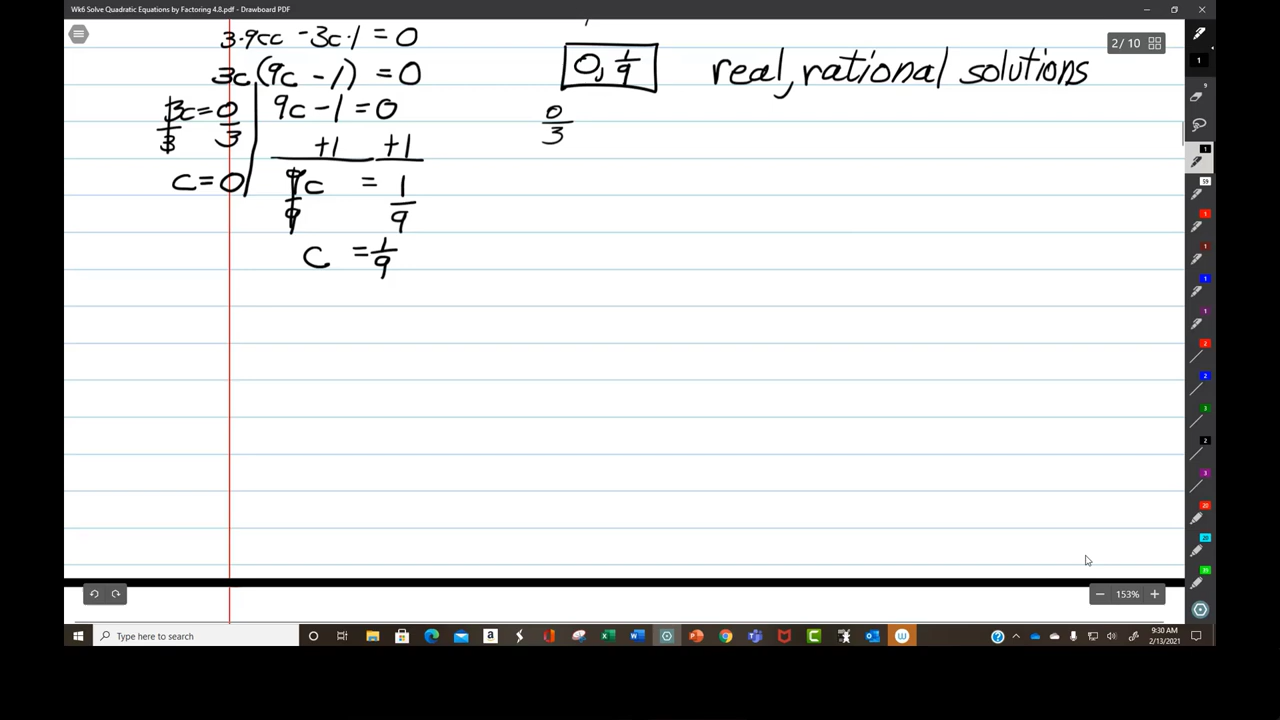 Wk6 Solve Quadratic Equations by Factoring 4.8.pdf - Drawboard PDF
2 / 10
3·9cc - 3c·1 = 0
3c(9c - 1) = 0
3c = 0
3 3
c = 0
9c - 1 = 0
+1 +1
9c = 1
9 9
c = 1/9
0, 1/9
real, rational solutions
0
3
153%
Type here to search
9:30 AM
2/13/2021